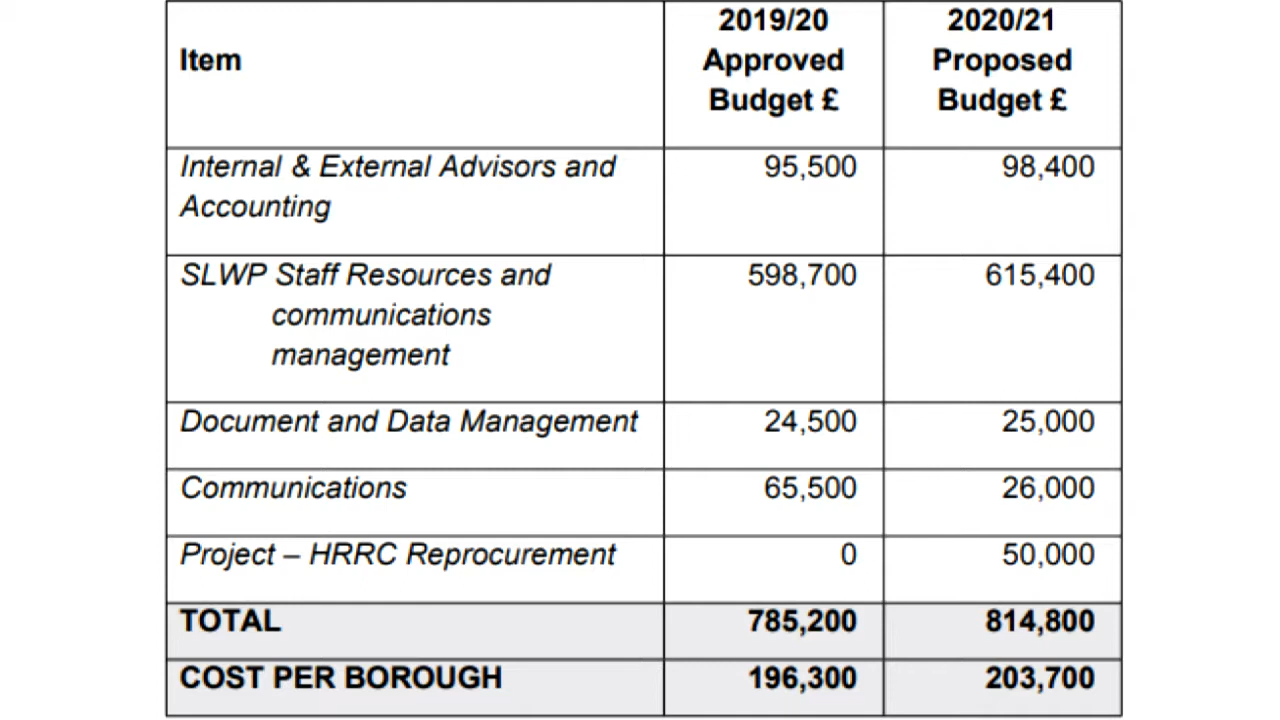 Item 2019/20 Approved Budget £ 2020/21 Proposed Budget £
Internal & External Advisors and 95,500 98,400
Accounting
SLWP Staff Resources and 598,700 615,400
communications
management
Document and Data Management 24,500 25,000
Communications 65,500 26,000
Project – HRRC Reprocurement 0 50,000
TOTAL 785,200 814,800
COST PER BOROUGH 196,300 203,700